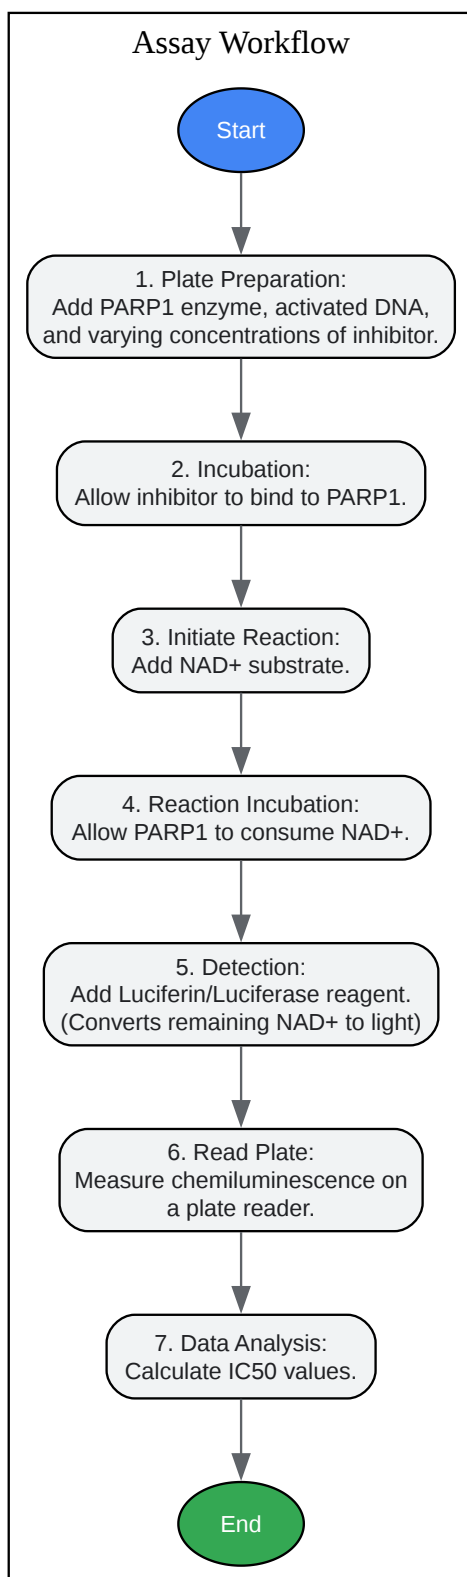 Assay Workflow
Start
1. Plate Preparation:
Add PARP1 enzyme, activated DNA,
and varying concentrations of inhibitor.
2. Incubation:
Allow inhibitor to bind to PARP1.
3. Initiate Reaction:
Add NAD+ substrate.
4. Reaction Incubation:
Allow PARP1 to consume NAD+.
5. Detection:
Add Luciferin/Luciferase reagent.
(Converts remaining NAD+ to light)
6. Read Plate:
Measure chemiluminescence on
a plate reader.
7. Data Analysis:
Calculate IC50 values.
End